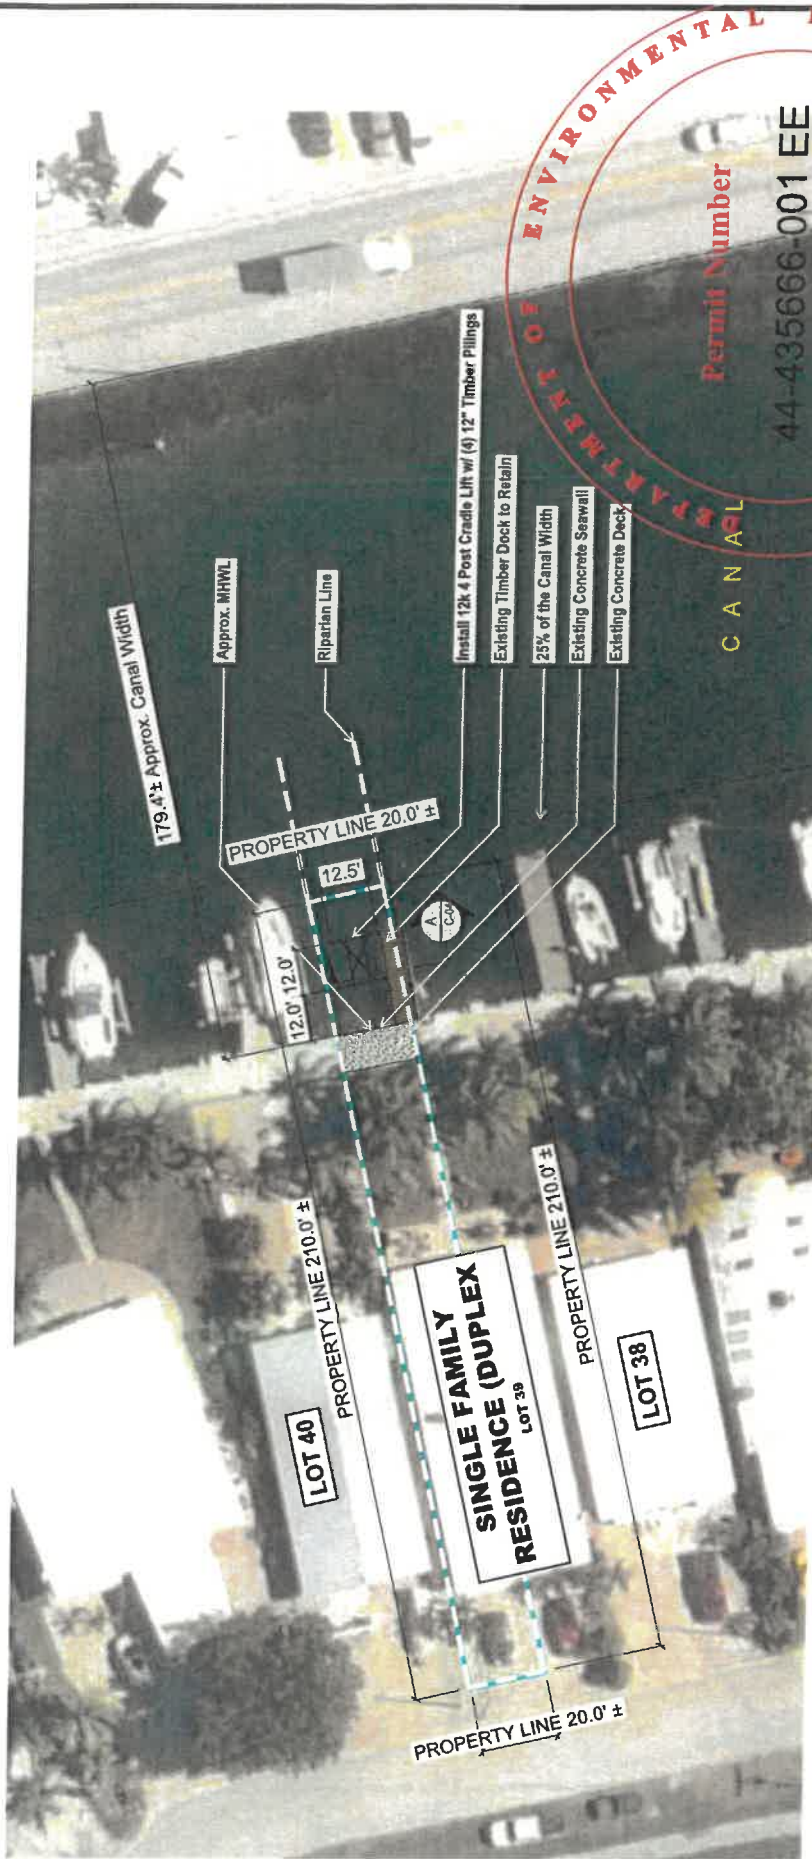 179.4'± Approx. Canal Width
Approx. MHWL
Riparian Line
Install 12k 4 Post Cradle Lift w/ (4) 12" Timber Pilings
Existing Timber Dock to Retain
25% of the Canal Width
Existing Concrete Seawall
Existing Concrete Deck
PROPERTY LINE 20.0' ±
12.5'
12.0' 12.0'
A
CANAL
DEPARTMENT OF ENVIRONMENTAL
Permit Number
44-435666-001 EE
PROPERTY LINE 210.0' ±
PROPERTY LINE 210.0' ±
LOT 40
SINGLE FAMILY
RESIDENCE (DUPLEX
LOT 39
LOT 38
PROPERTY LINE 20.0' ±